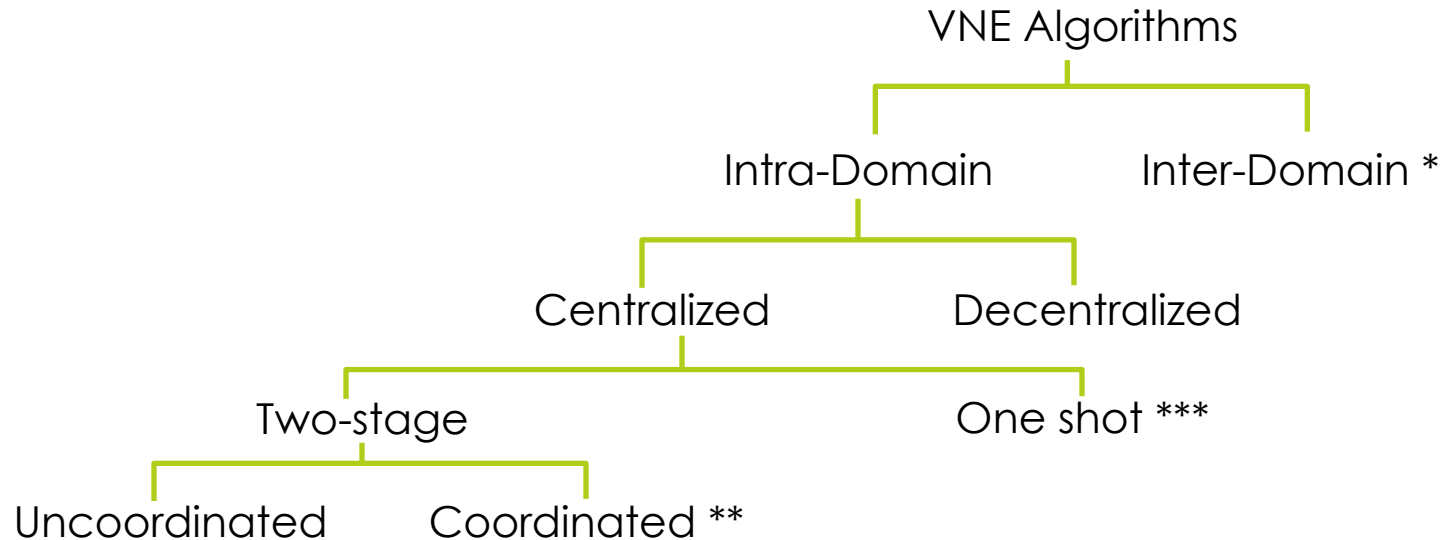 VNE Algorithms
Intra-Domain Inter-Domain *
Centralized Decentralized
Two-stage One shot ***
Uncoordinated Coordinated **